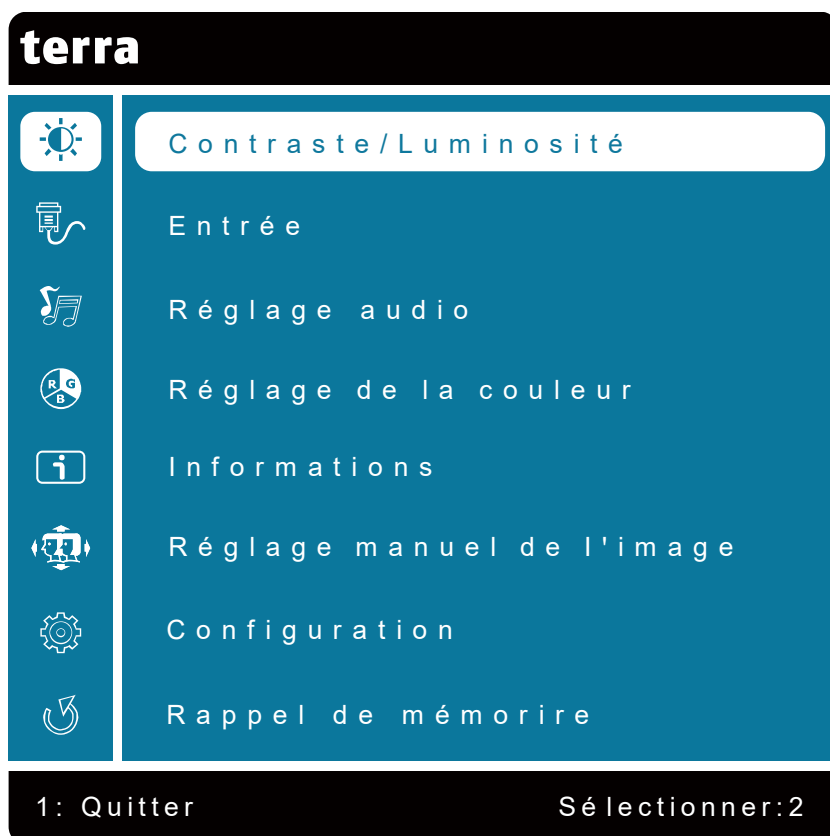 terra
Contraste/Luminosité
Entrée
Réglage audio
R G
B
Réglage de la couleur
i
Informations
Réglage manuel de l'image
Configuration
Rappel de mémorire
1: Quitter Sélectionner:2